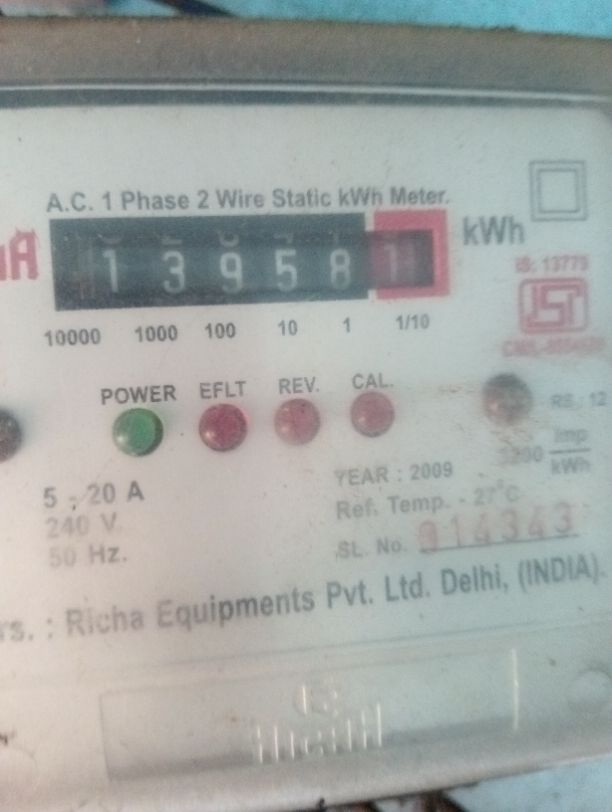 A.C. 1 Phase 2 Wire Static kWh Meter.
1 3 9 5 8 1 kWh
10000 1000 100 10 1 1/10
IS: 13779
POWER EFLT REV. CAL.
Imp
kWh
5 - 20 A
240 V.
50 Hz.
YEAR : 2009
Ref. Temp. - 27°C
SL. No. 914343
rs. : Richa Equipments Pvt. Ltd. Delhi, (INDIA).